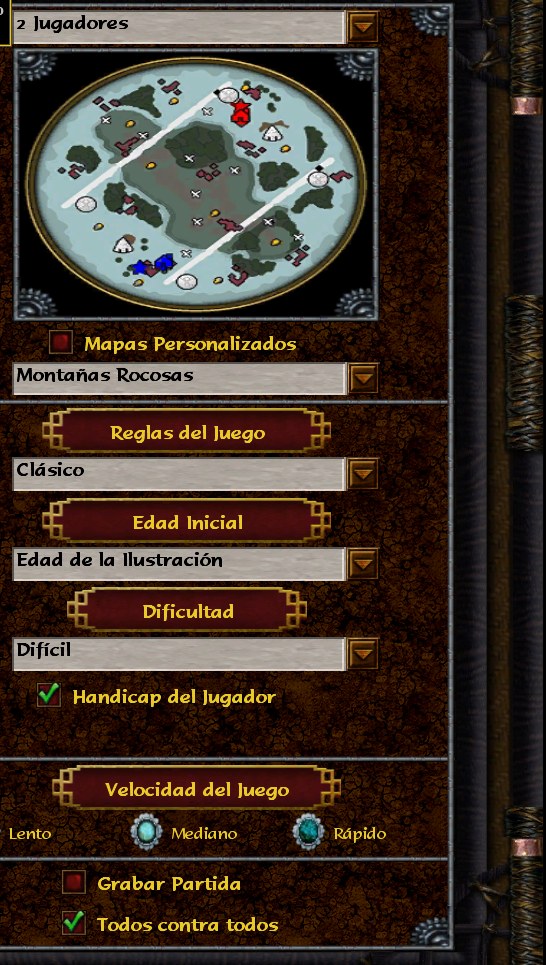 2 Jugadores
Mapas Personalizados
Montañas Rocosas
Reglas del Juego
Clásico
Edad Inicial
Edad de la Ilustración
Dificultad
Difícil
Handicap del Jugador
Velocidad del Juego
Lento Mediano Rápido
Grabar Partida
Todos contra todos